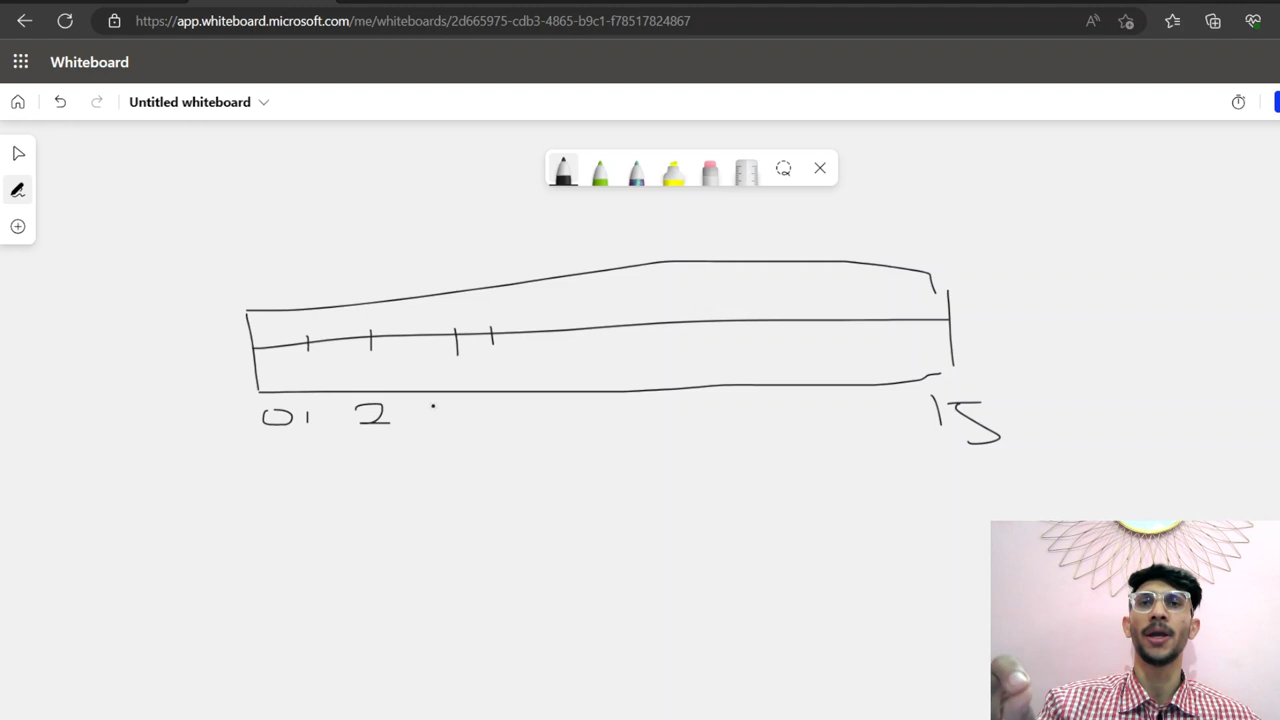 https://app.whiteboard.microsoft.com/me/whiteboards/2d665975-cdb3-4865-b9c1-f78517824867
Whiteboard
Untitled whiteboard
0 1 2 15